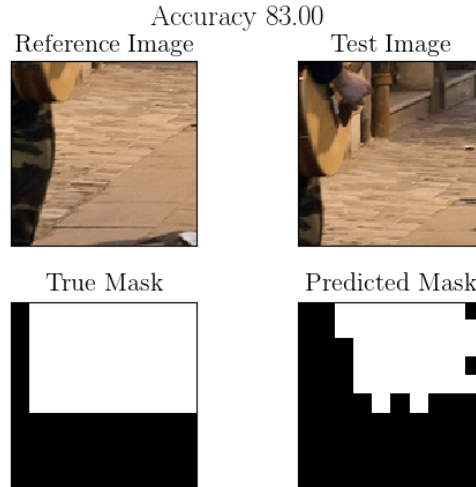 Accuracy 83.00
Reference Image
Test Image
True Mask
Predicted Mask